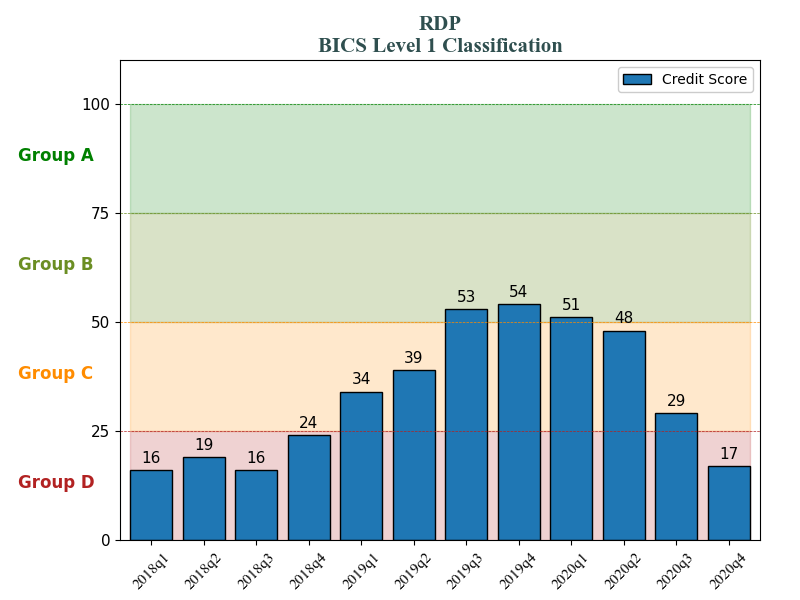 RDP
BICS Level 1 Classification
Credit Score
100
Group A
75
Group B
50
Group C
25
Group D
0
16
19
16
24
34
39
53
54
51
48
29
17
2018q1
2018q2
2018q3
2018q4
2019q1
2019q2
2019q3
2019q4
2020q1
2020q2
2020q3
2020q4